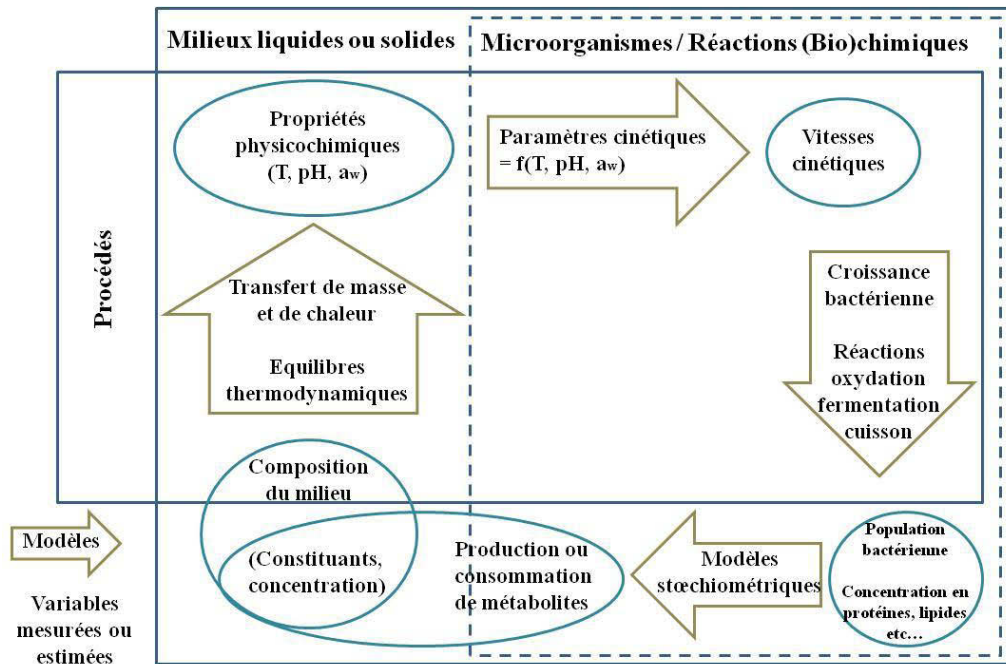 Milieux liquides ou solides
Microorganismes / Réactions (Bio)chimiques
Procédés
Propriétés
physicochimiques
(T, pH, aw)
Paramètres cinétiques
= f(T, pH, aw)
Vitesses
cinétiques
Transfert de masse
et de chaleur
Equilibres
thermodynamiques
Croissance
bactérienne
Réactions
oxydation
fermentation
cuisson
Composition
du milieu
(Constituants,
concentration)
Production ou
consommation
de métabolites
Modèles
stœchiométriques
Population
bactérienne
Concentration en
protéines, lipides
etc…
Modèles
Variables
mesurées ou
estimées